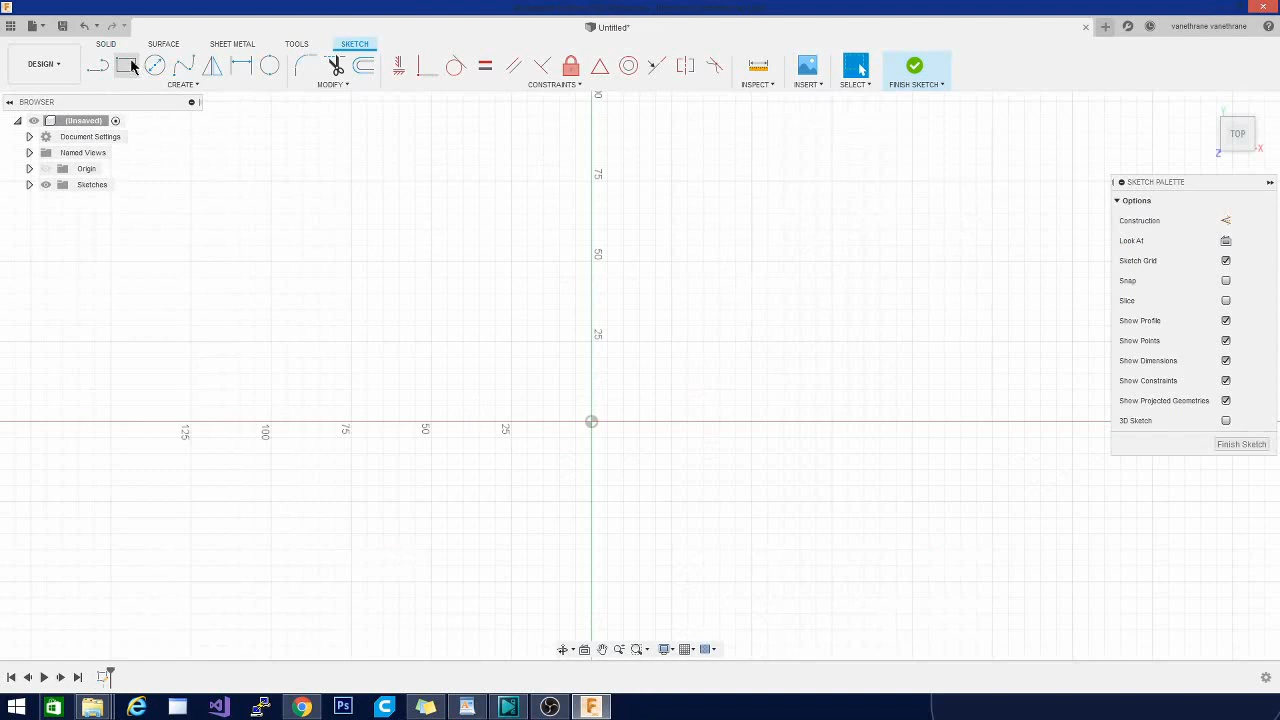 Untitled*
vanethrane vanethrane
SOLID
SURFACE
SHEET METAL
TOOLS
SKETCH
DESIGN
CREATE
MODIFY
CONSTRAINTS
INSPECT
INSERT
SELECT
FINISH SKETCH
BROWSER
(Unsaved)
Document Settings
Named Views
Origin
Sketches
75
50
25
125
100
75
50
25
TOP
X
Z
Y
SKETCH PALETTE
Options
Construction
Look At
Sketch Grid
Snap
Slice
Show Profile
Show Points
Show Dimensions
Show Constraints
Show Projected Geometries
3D Sketch
Finish Sketch